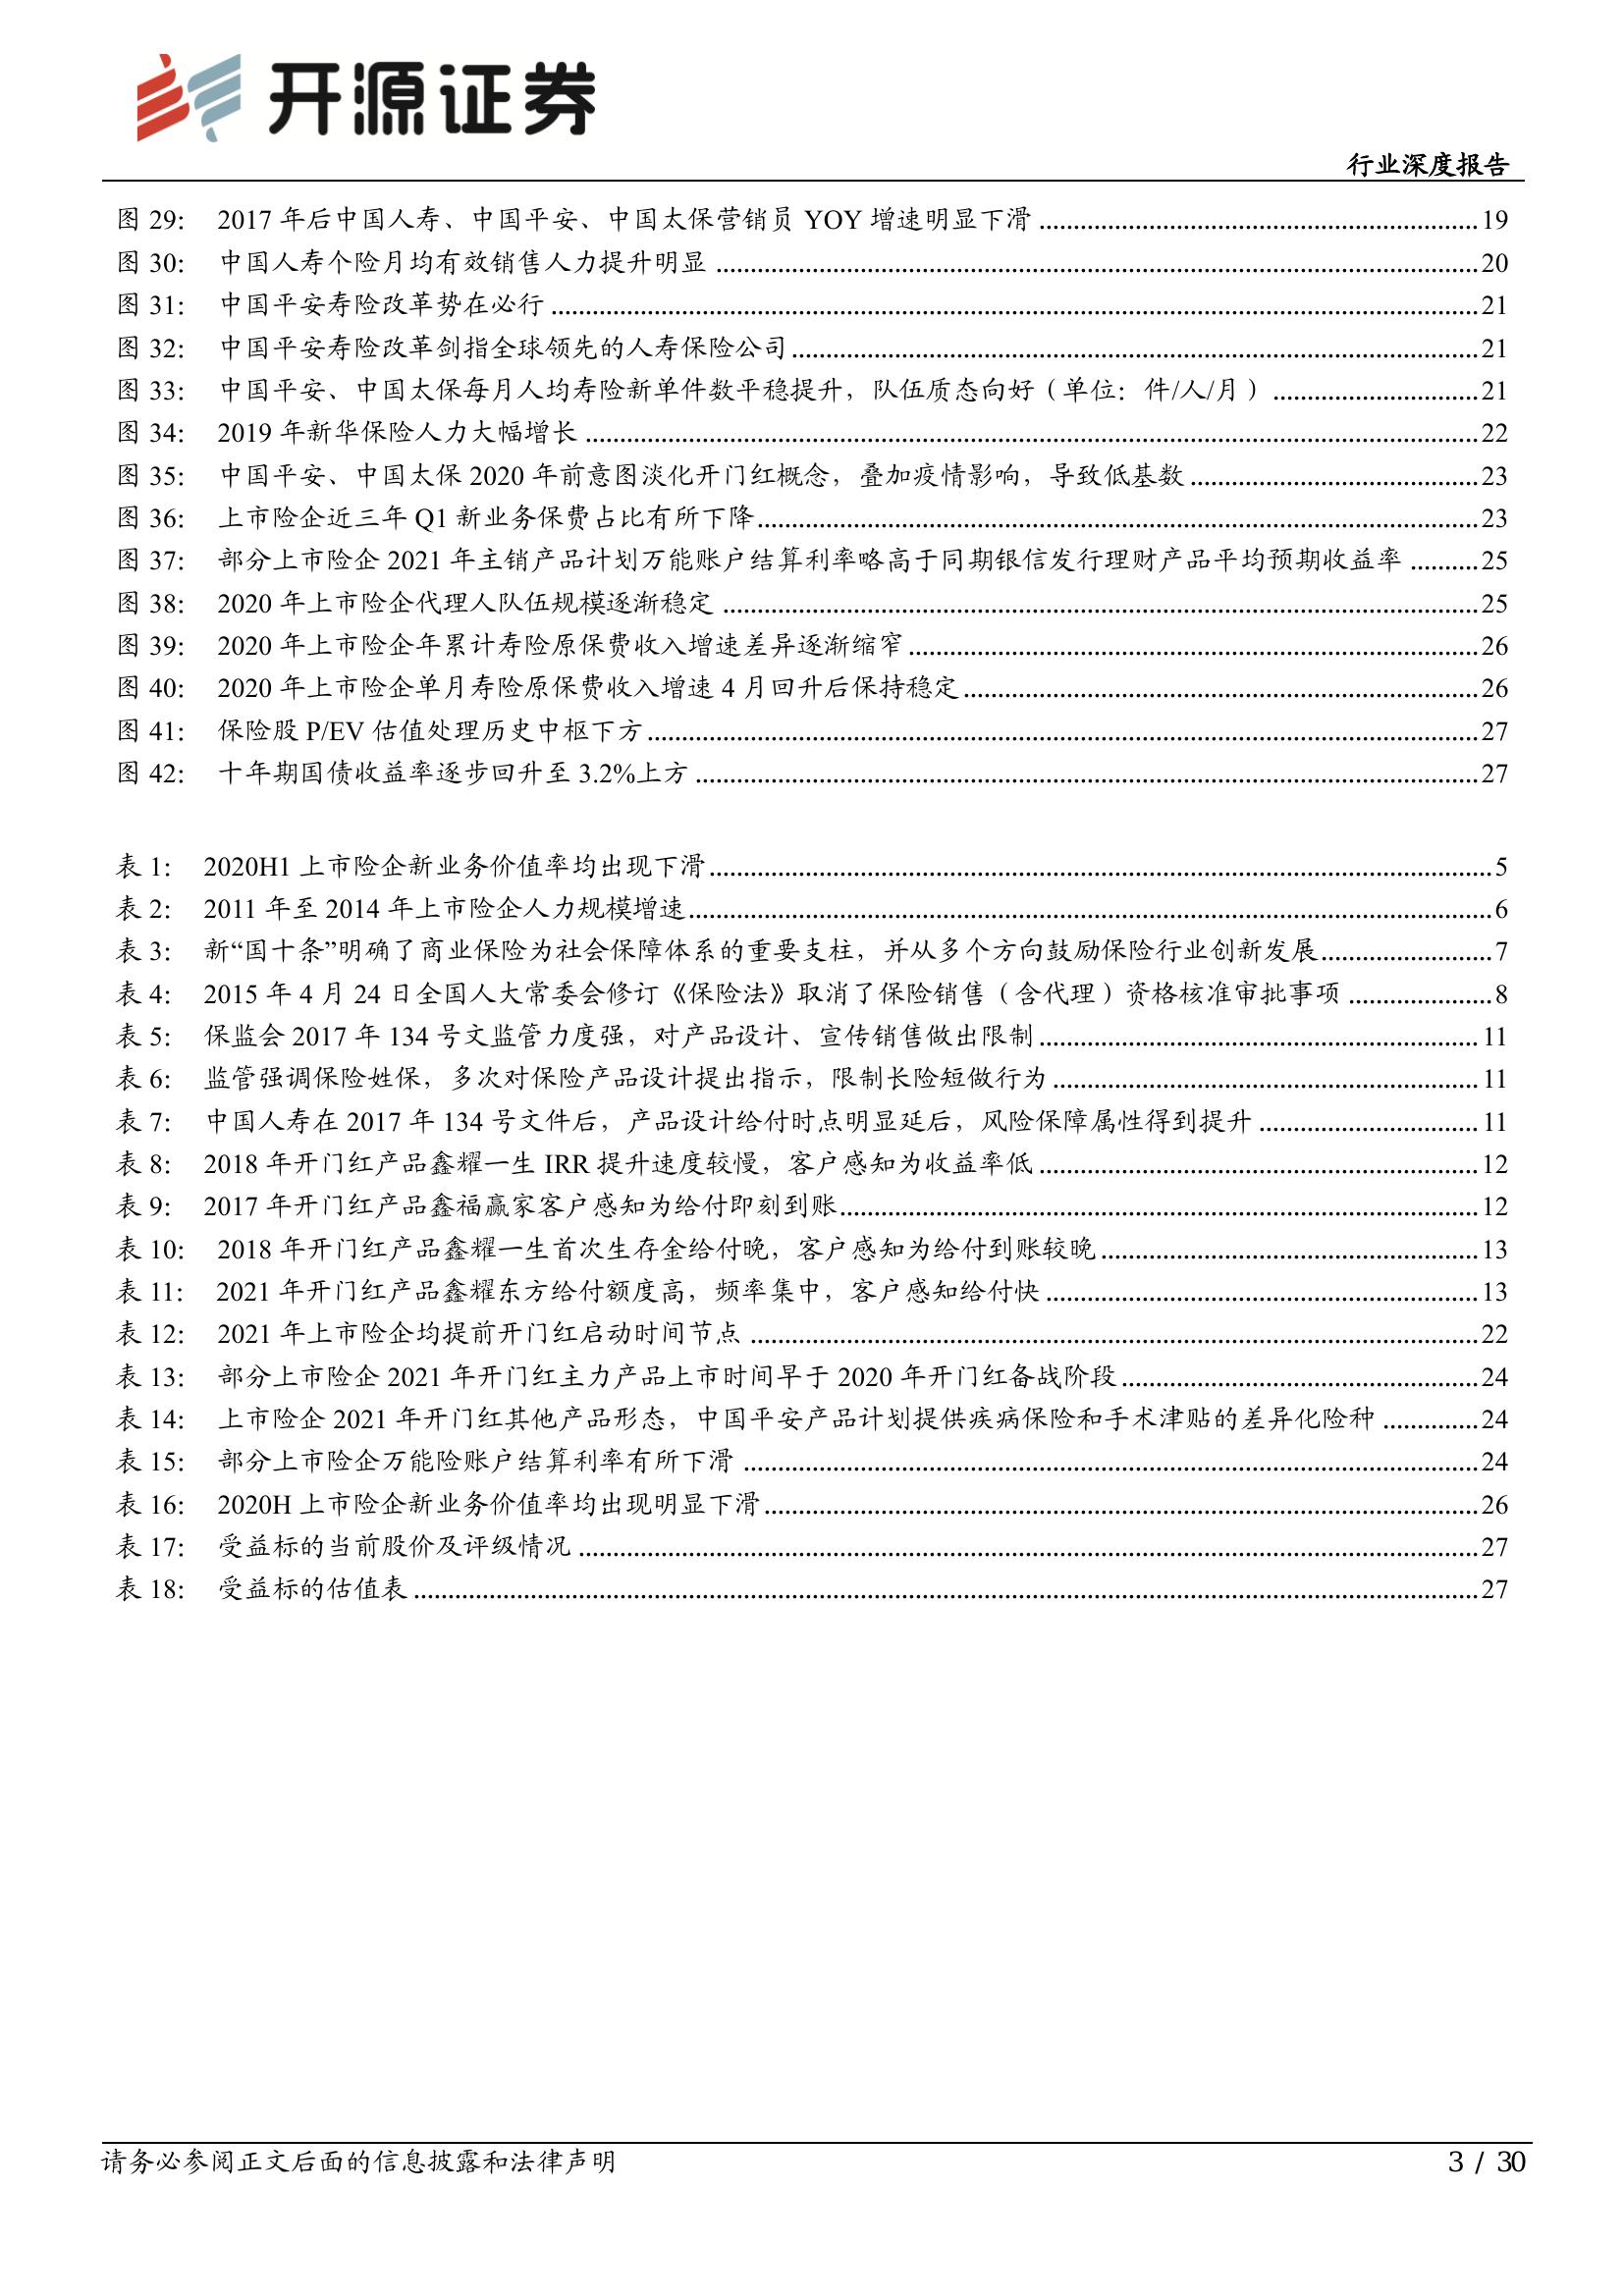 开源证券
行业深度报告
图 29: 2017 年后中国人寿、中国平安、中国太保营销员 YOY 增速明显下滑 ........ 19
图 30: 中国人寿个险月均有效销售人力提升明显 ........ 20
图 31: 中国平安寿险改革势在必行 ........ 21
图 32: 中国平安寿险改革剑指全球领先的人寿保险公司 ........ 21
图 33: 中国平安、中国太保每月人均寿险新单件数平稳提升，队伍质态向好（单位：件/人/月） ........ 21
图 34: 2019 年新华保险人力大幅增长 ........ 22
图 35: 中国平安、中国太保 2020 年前意图淡化开门红概念，叠加疫情影响，导致低基数 ........ 23
图 36: 上市险企近三年 Q1 新业务保费占比有所下降 ........ 23
图 37: 部分上市险企 2021 年主销产品计划万能账户结算利率略高于同期银信发行理财产品平均预期收益率 ........ 25
图 38: 2020 年上市险企代理人队伍规模逐渐稳定 ........ 25
图 39: 2020 年上市险企年累计寿险原保费收入增速差异逐渐缩窄 ........ 26
图 40: 2020 年上市险企单月寿险原保费收入增速 4 月回升后保持稳定 ........ 26
图 41: 保险股 P/EV 估值处理历史中枢下方 ........ 27
图 42: 十年期国债收益率逐步回升至 3.2%上方 ........ 27
表 1: 2020H1 上市险企新业务价值率均出现下滑 ........ 5
表 2: 2011 年至 2014 年上市险企人力规模增速 ........ 6
表 3: 新“国十条”明确了商业保险为社会保障体系的重要支柱，并从多个方向鼓励保险行业创新发展 ........ 7
表 4: 2015 年 4 月 24 日全国人大常委会修订《保险法》取消了保险销售（含代理）资格核准审批事项 ........ 8
表 5: 保监会 2017 年 134 号文监管力度强，对产品设计、宣传销售做出限制 ........ 11
表 6: 监管强调保险姓保，多次对保险产品设计提出指示，限制长险短做行为 ........ 11
表 7: 中国人寿在 2017 年 134 号文件后，产品设计给付时点明显延后，风险保障属性得到提升 ........ 11
表 8: 2018 年开门红产品鑫耀一生 IRR 提升速度较慢，客户感知为收益率低 ........ 12
表 9: 2017 年开门红产品鑫福赢家客户感知为给付即刻到账 ........ 12
表 10: 2018 年开门红产品鑫耀一生首次生存金给付晚，客户感知为给付到账较晚 ........ 13
表 11: 2021 年开门红产品鑫耀东方给付额度高，频率集中，客户感知给付快 ........ 13
表 12: 2021 年上市险企均提前开门红启动时间节点 ........ 22
表 13: 部分上市险企 2021 年开门红主力产品上市时间早于 2020 年开门红备战阶段 ........ 24
表 14: 上市险企 2021 年开门红其他产品形态，中国平安产品计划提供疾病保险和手术津贴的差异化险种 ........ 24
表 15: 部分上市险企万能险账户结算利率有所下滑 ........ 24
表 16: 2020H 上市险企新业务价值率均出现明显下滑 ........ 26
表 17: 受益标的当前股价及评级情况 ........ 27
表 18: 受益标的估值表 ........ 27
请务必参阅正文后面的信息披露和法律声明
3 / 30